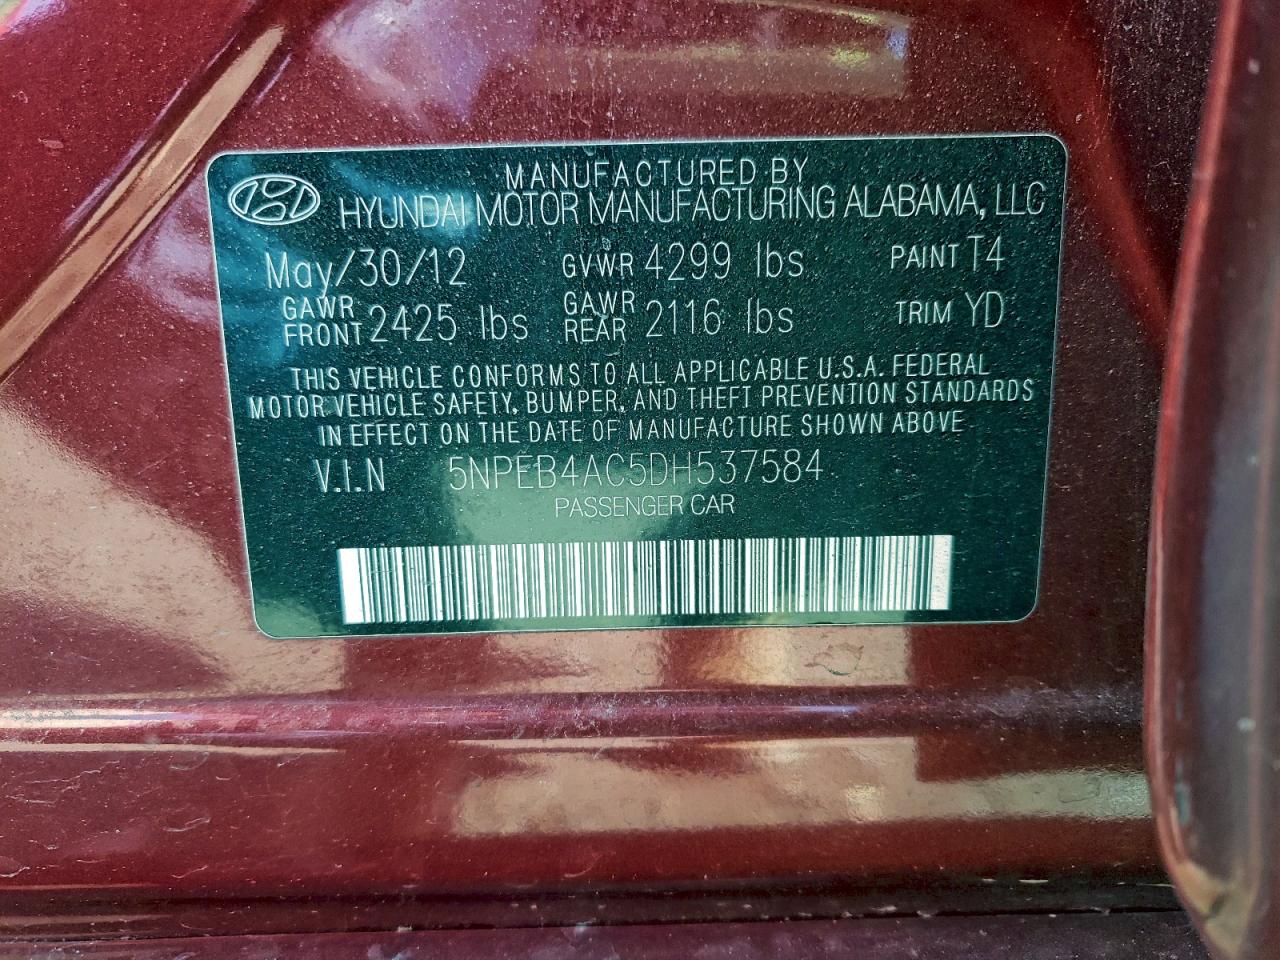 MANUFACTURED BY
HYUNDAI MOTOR MANUFACTURING ALABAMA, LLC
May/30/12 GVWR 4299 lbs PAINT T4
GAWR FRONT 2425 lbs GAWR REAR 2116 lbs TRIM YD
THIS VEHICLE CONFORMS TO ALL APPLICABLE U.S.A. FEDERAL
MOTOR VEHICLE SAFETY, BUMPER, AND THEFT PREVENTION STANDARDS
IN EFFECT ON THE DATE OF MANUFACTURE SHOWN ABOVE
V.I.N 5NPEB4AC5DH537584
PASSENGER CAR